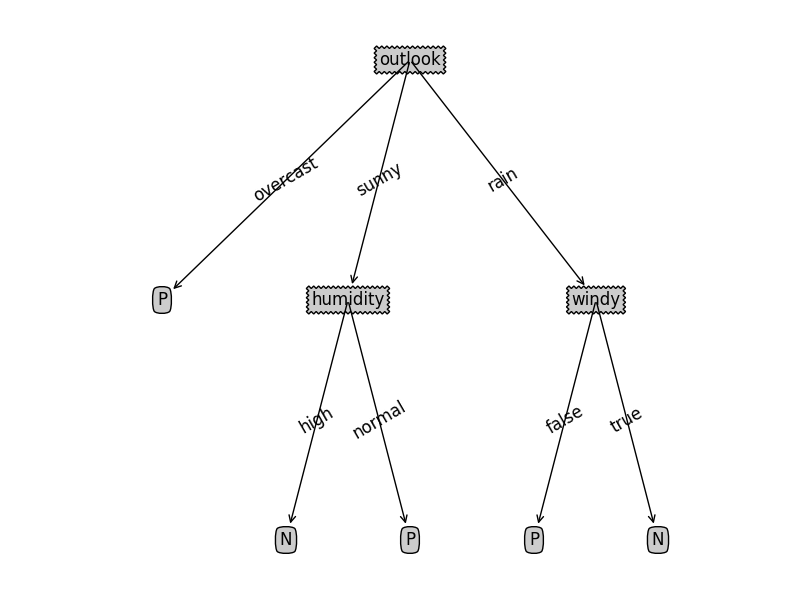 outlook
overcast
sunny
rain
P
humidity
windy
high
normal
false
true
N
P
P
N